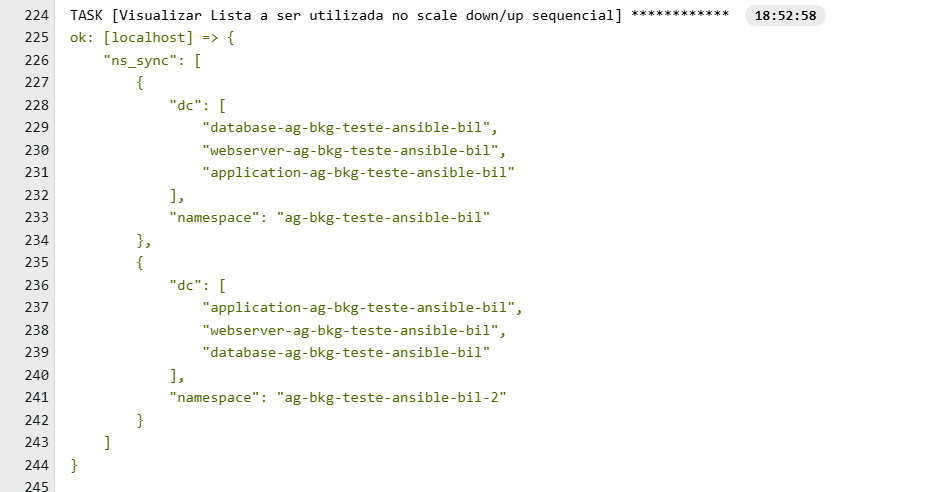 224 TASK [Visualizar Lista a ser utilizada no scale down/up sequencial] ************ 18:52:58
225 ok: [localhost] => {
226     "ns_sync": [
227         {
228             "dc": [
229                 "database-ag-bkg-teste-ansible-bil",
230                 "webserver-ag-bkg-teste-ansible-bil",
231                 "application-ag-bkg-teste-ansible-bil"
232             ],
233             "namespace": "ag-bkg-teste-ansible-bil"
234         },
235         {
236             "dc": [
237                 "application-ag-bkg-teste-ansible-bil",
238                 "webserver-ag-bkg-teste-ansible-bil",
239                 "database-ag-bkg-teste-ansible-bil"
240             ],
241             "namespace": "ag-bkg-teste-ansible-bil-2"
242         }
243     ]
244 }
245